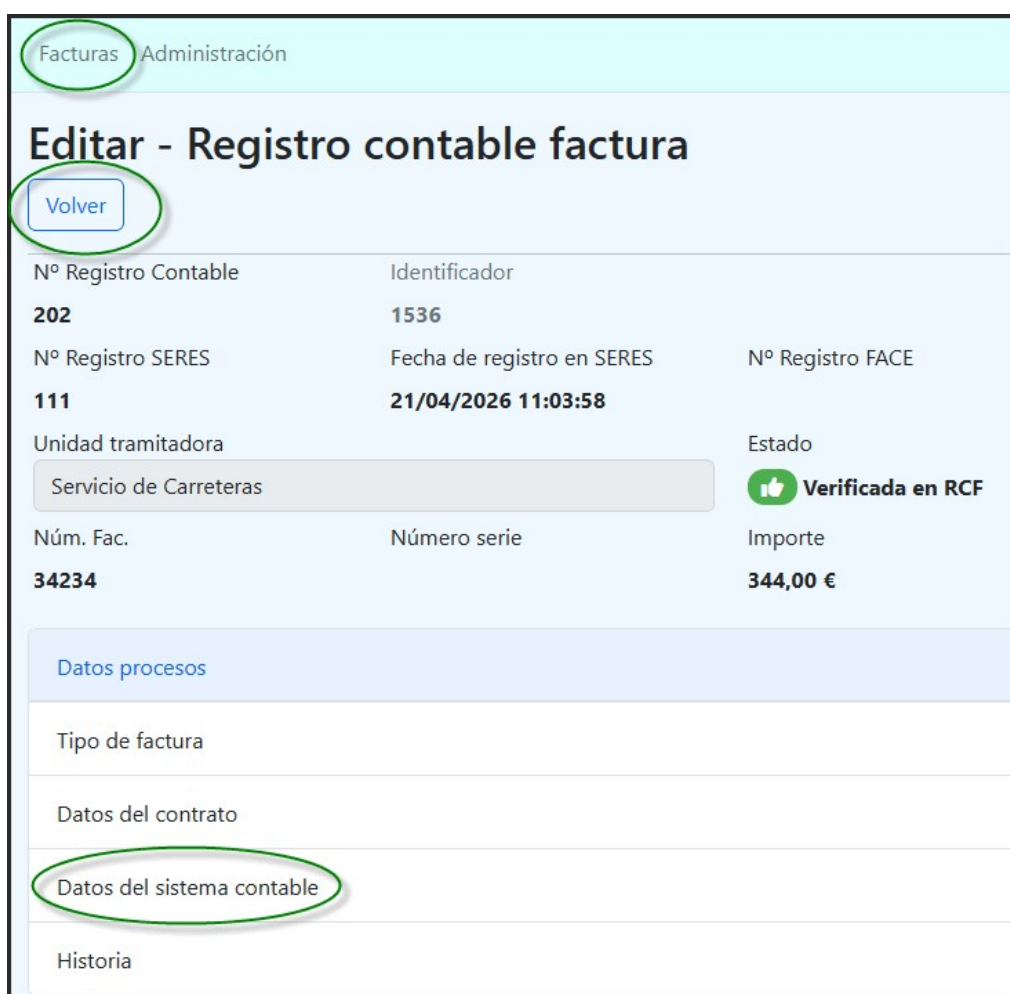 Facturas Administración
Editar - Registro contable factura
Volver
Nº Registro Contable Identificador
202 1536
Nº Registro SERES Fecha de registro en SERES Nº Registro FACE
111 21/04/2026 11:03:58
Unidad tramitadora Estado
Servicio de Carreteras Verificada en RCF
Núm. Fac. Número serie Importe
34234 344,00 €
Datos procesos
Tipo de factura
Datos del contrato
Datos del sistema contable
Historia